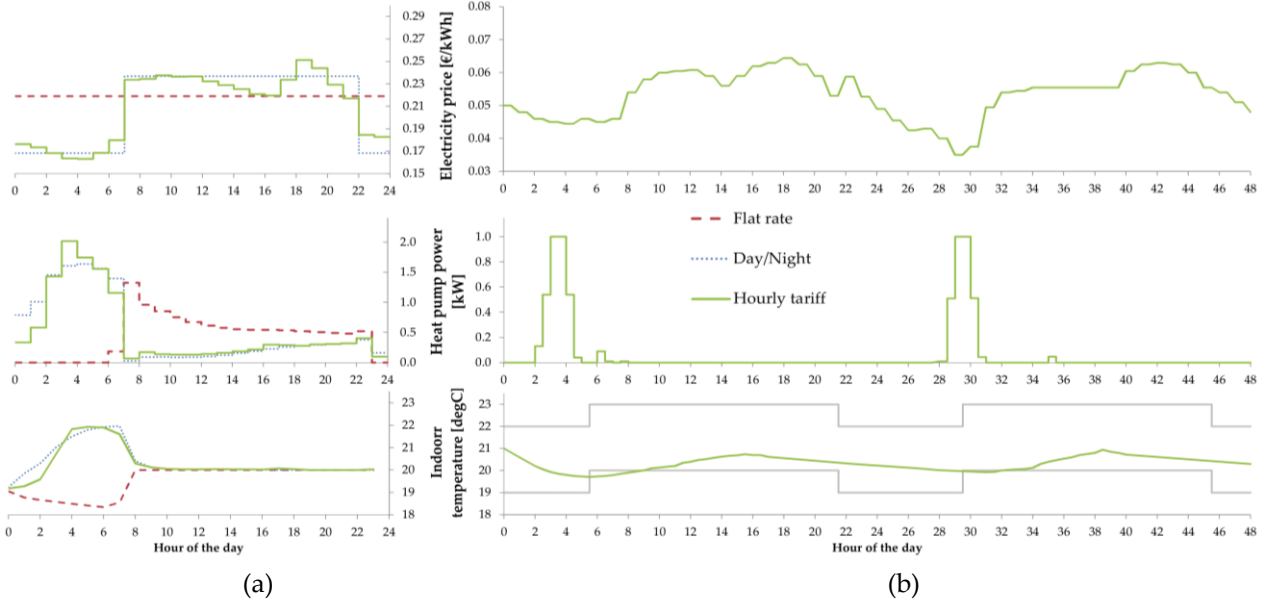 0.29
0.27
0.25
0.23
0.21
0.19
0.17
0.15
0 2 4 6 8 10 12 14 16 18 20 22 24
Electricity price [€/kWh]
0.08
0.07
0.06
0.05
0.04
0.03
0 2 4 6 8 10 12 14 16 18 20 22 24 26 28 30 32 34 36 38 40 42 44 46 48
2.0
1.5
1.0
0.5
0.0
0 2 4 6 8 10 12 14 16 18 20 22 24
Heat pump power
[kW]
1.0
0.8
0.6
0.4
0.2
0.0
0 2 4 6 8 10 12 14 16 18 20 22 24 26 28 30 32 34 36 38 40 42 44 46 48
Flat rate
Day/Night
Hourly tariff
23
22
21
20
19
18
0 2 4 6 8 10 12 14 16 18 20 22 24
Hour of the day
Indoorr
temperature [degC]
23
22
21
20
19
18
0 2 4 6 8 10 12 14 16 18 20 22 24 26 28 30 32 34 36 38 40 42 44 46 48
Hour of the day
(a)
(b)